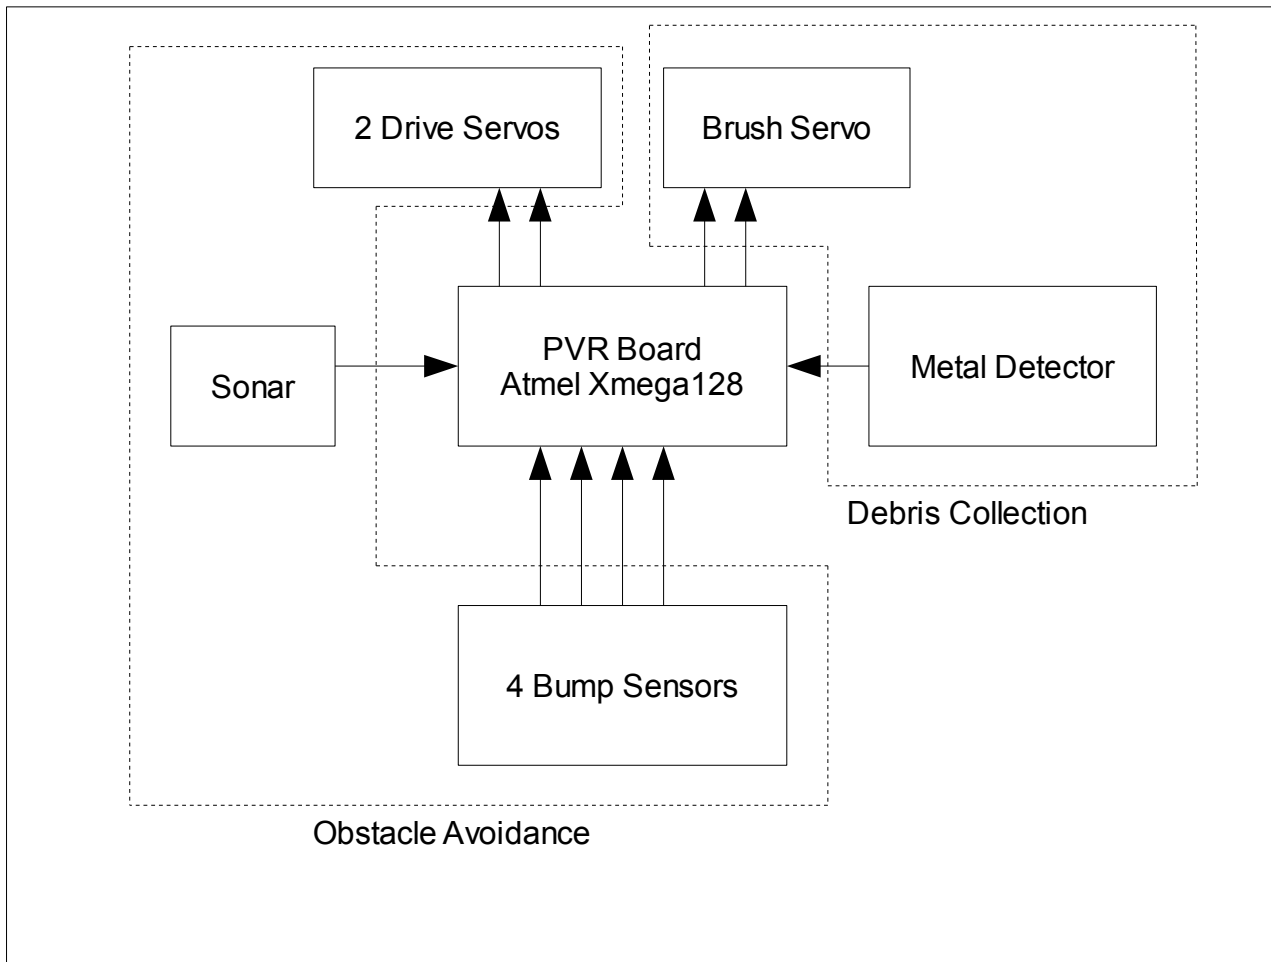 2 Drive Servos
Brush Servo
PVR Board
Atmel Xmega128
Sonar
Metal Detector
Debris Collection
4 Bump Sensors
Obstacle Avoidance